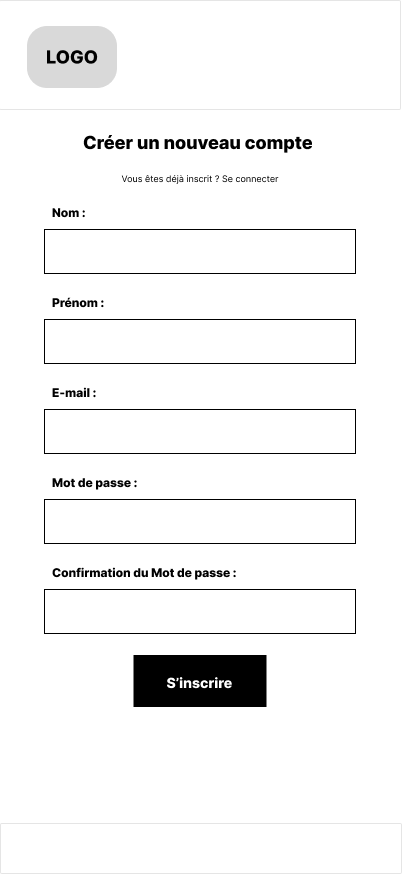 LOGO
Créer un nouveau compte
Vous êtes déjà inscrit ? Se connecter
Nom :
Prénom :
E-mail :
Mot de passe :
Confirmation du Mot de passe :
S’inscrire